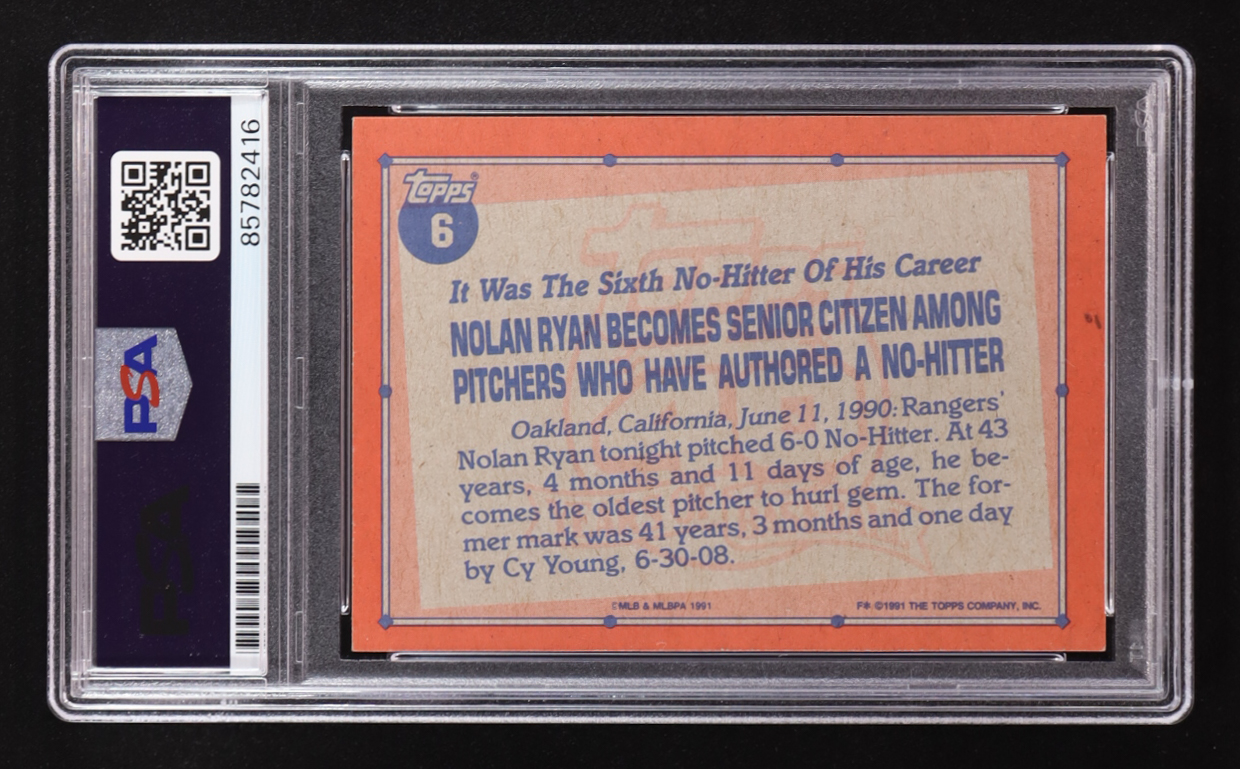 85782416
PSA
PSA
Topps®
6
It Was The Sixth No-Hitter Of His Career
NOLAN RYAN BECOMES SENIOR CITIZEN AMONG
PITCHERS WHO HAVE AUTHORED A NO-HITTER
Oakland, California, June 11, 1990: Rangers'
Nolan Ryan tonight pitched 6-0 No-Hitter. At 43
years, 4 months and 11 days of age, he be-
comes the oldest pitcher to hurl gem. The for-
mer mark was 41 years, 3 months and one day
by Cy Young, 6-30-08.
©MLB & MLBPA 1991
F* ©1991 THE TOPPS COMPANY, INC.